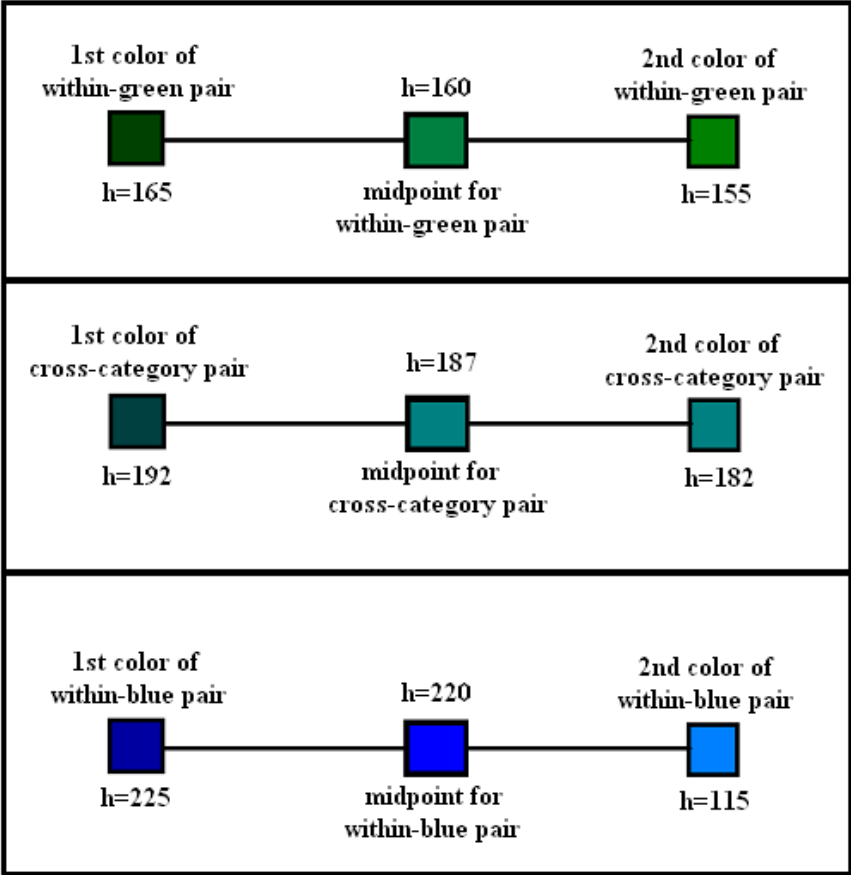 1st color of
within-green pair
h=160
2nd color of
within-green pair
h=165
midpoint for
within-green pair
h=155
1st color of
cross-category pair
h=187
2nd color of
cross-category pair
h=192
midpoint for
cross-category pair
h=182
1st color of
within-blue pair
h=220
2nd color of
within-blue pair
h=225
midpoint for
within-blue pair
h=115